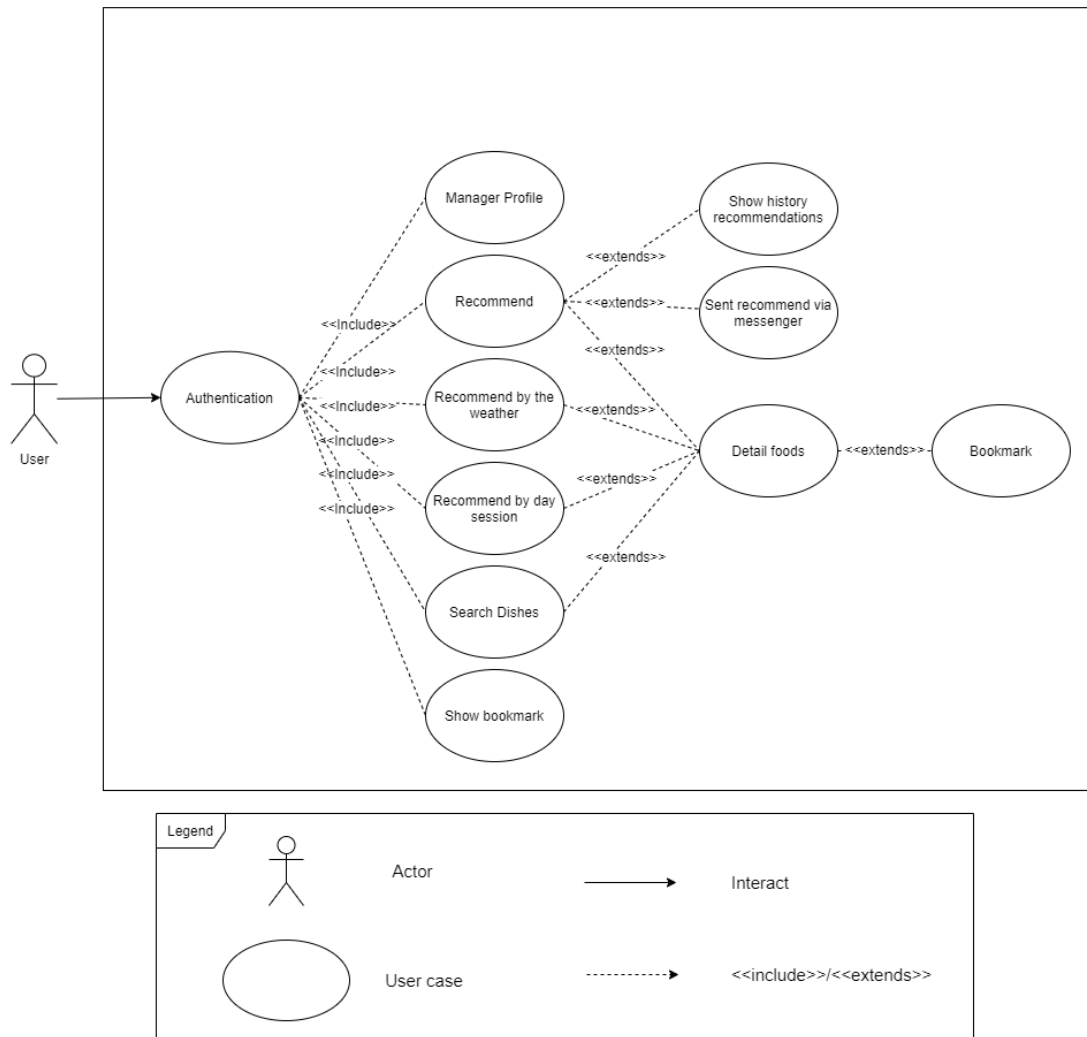 Manager Profile
Show history
recommendations
<<extends>>
Recommend
Sent recommend via
messenger
<<extends>>
<<Include>>
<<extends>>
<<Include>>
User
Authentication
Recommend by the
weather
<<Include>>
<<extends>>
<<Include>>
Detail foods
<<extends>>
Bookmark
<<Include>>
<<extends>>
Recommend by day
session
<<Include>>
<<extends>>
Search Dishes
Show bookmark
Legend
Actor
Interact
User case
<<include>>/<<extends>>